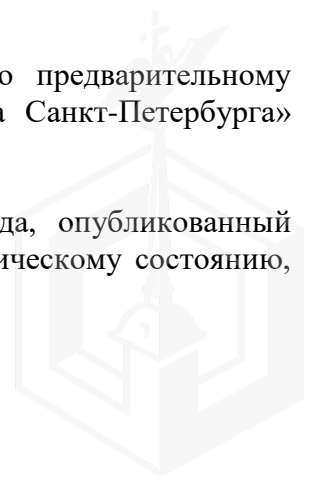 о предварительному
а Санкт-Петербурга»
да, опубликованный
ическому состоянию,